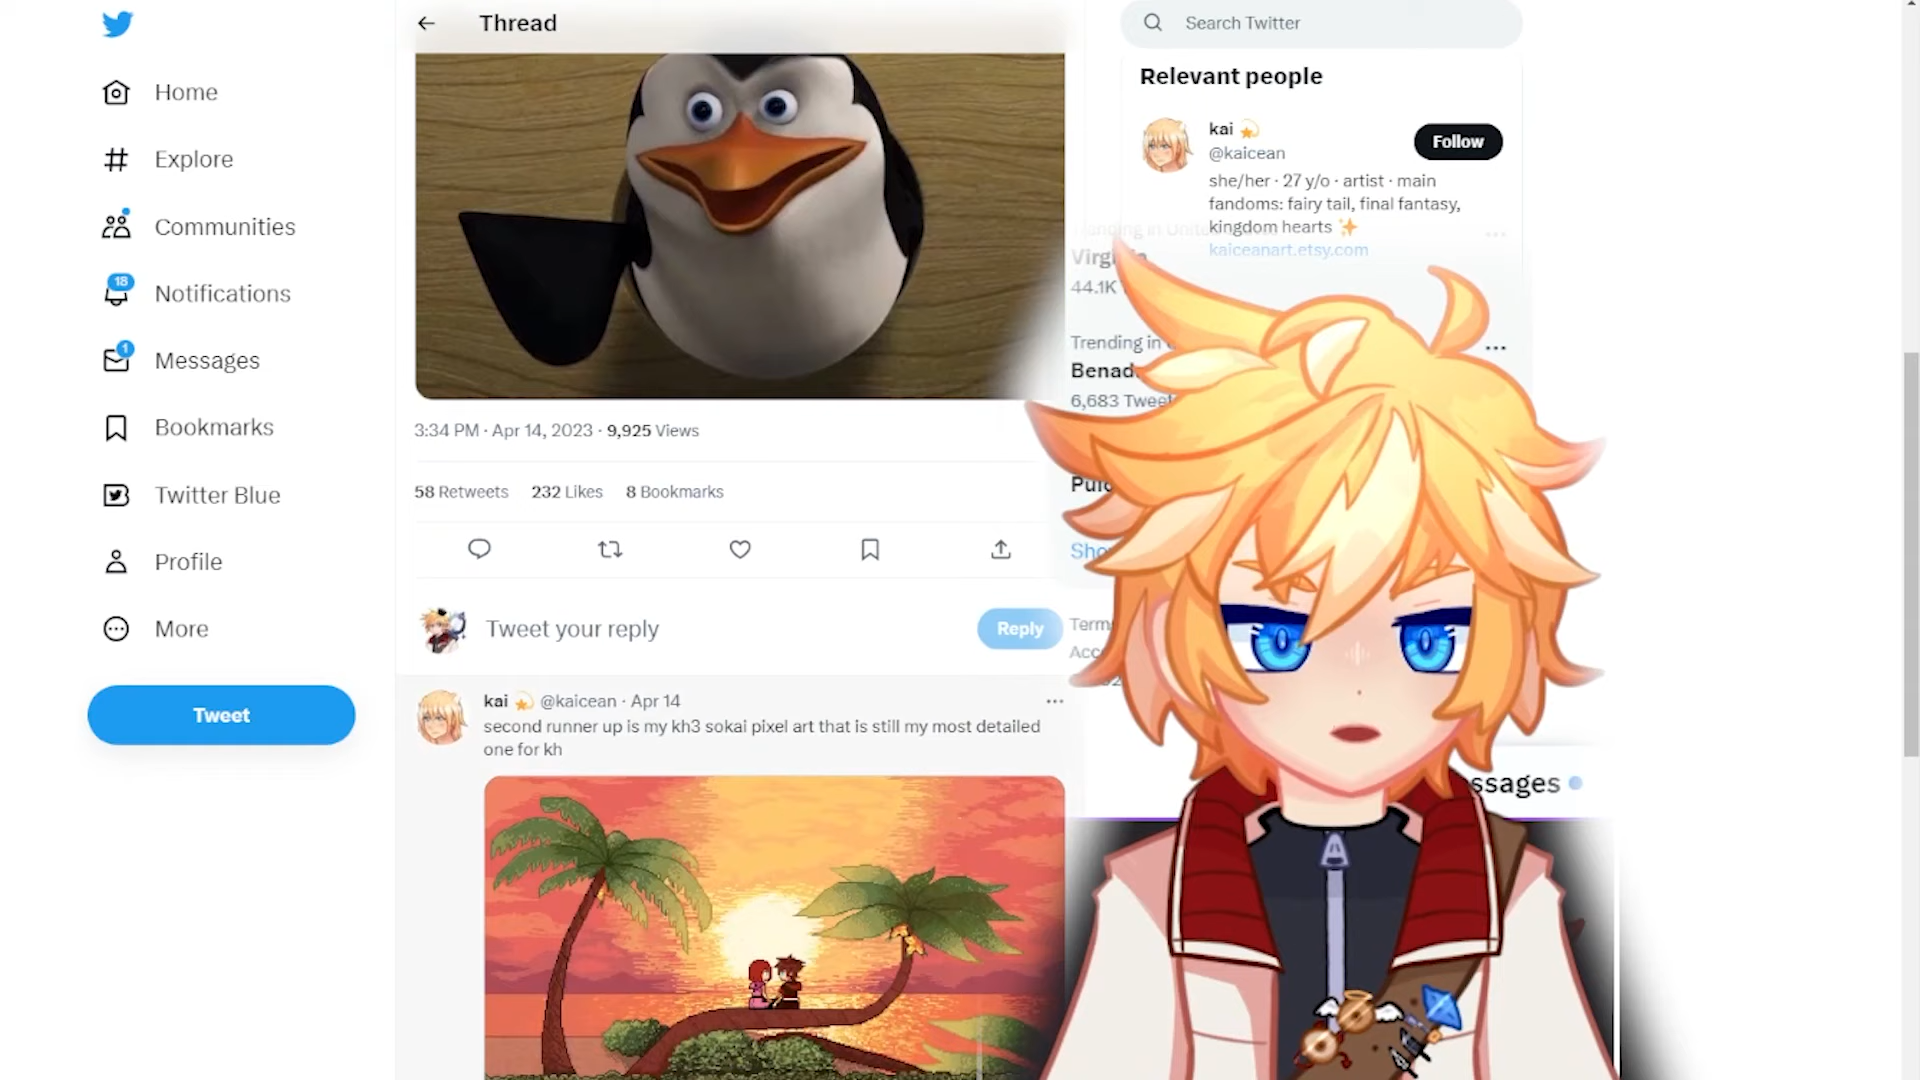 Thread
Search Twitter
Home
Explore
Communities
18
Notifications
1
Messages
Bookmarks
Twitter Blue
Profile
More
Tweet
3:34 PM · Apr 14, 2023 · 9,925 Views
58 Retweets 232 Likes 8 Bookmarks
Tweet your reply
Reply
kai 💫 @kaicean · Apr 14
second runner up is my kh3 sokai pixel art that is still my most detailed
one for kh
Relevant people
kai 💫
Follow
@kaicean
she/her · 27 y/o · artist · main
fandoms: fairy tail, final fantasy,
kingdom hearts ✨
kaiceanart.etsy.com
44.1K
Trending in
6,683